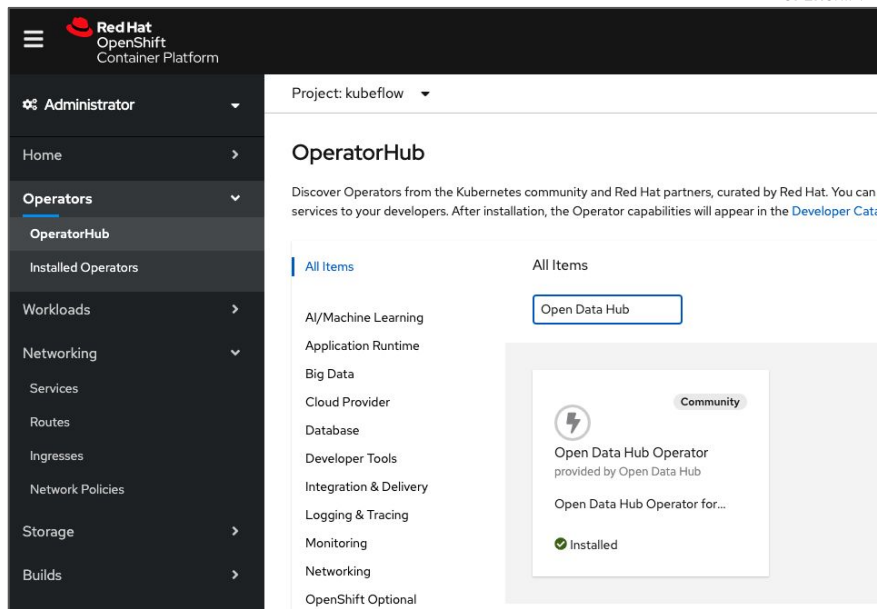 Red Hat
OpenShift
Container Platform
Administrator
Home
Operators
OperatorHub
Installed Operators
Workloads
Networking
Services
Routes
Ingresses
Network Policies
Storage
Builds
Project: kubeflow
OperatorHub
Discover Operators from the Kubernetes community and Red Hat partners, curated by Red Hat. You can
services to your developers. After installation, the Operator capabilities will appear in the Developer Cata
All Items
AI/Machine Learning
Application Runtime
Big Data
Cloud Provider
Database
Developer Tools
Integration & Delivery
Logging & Tracing
Monitoring
Networking
OpenShift Optional
All Items
Open Data Hub
Community
Open Data Hub Operator
provided by Open Data Hub
Open Data Hub Operator for...
Installed